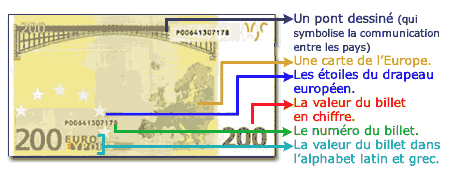 Un pont dessiné (qui
symbolise la communication
entre les pays)
Une carte de l'Europe.
Les étoiles du drapeau
européen.
La valeur du billet
en chiffre.
Le numéro du billet.
La valeur du billet dans
l'alphabet latin et grec.
P00641307178
P00641307178
200 EURO
ΕΥΡΩ
200